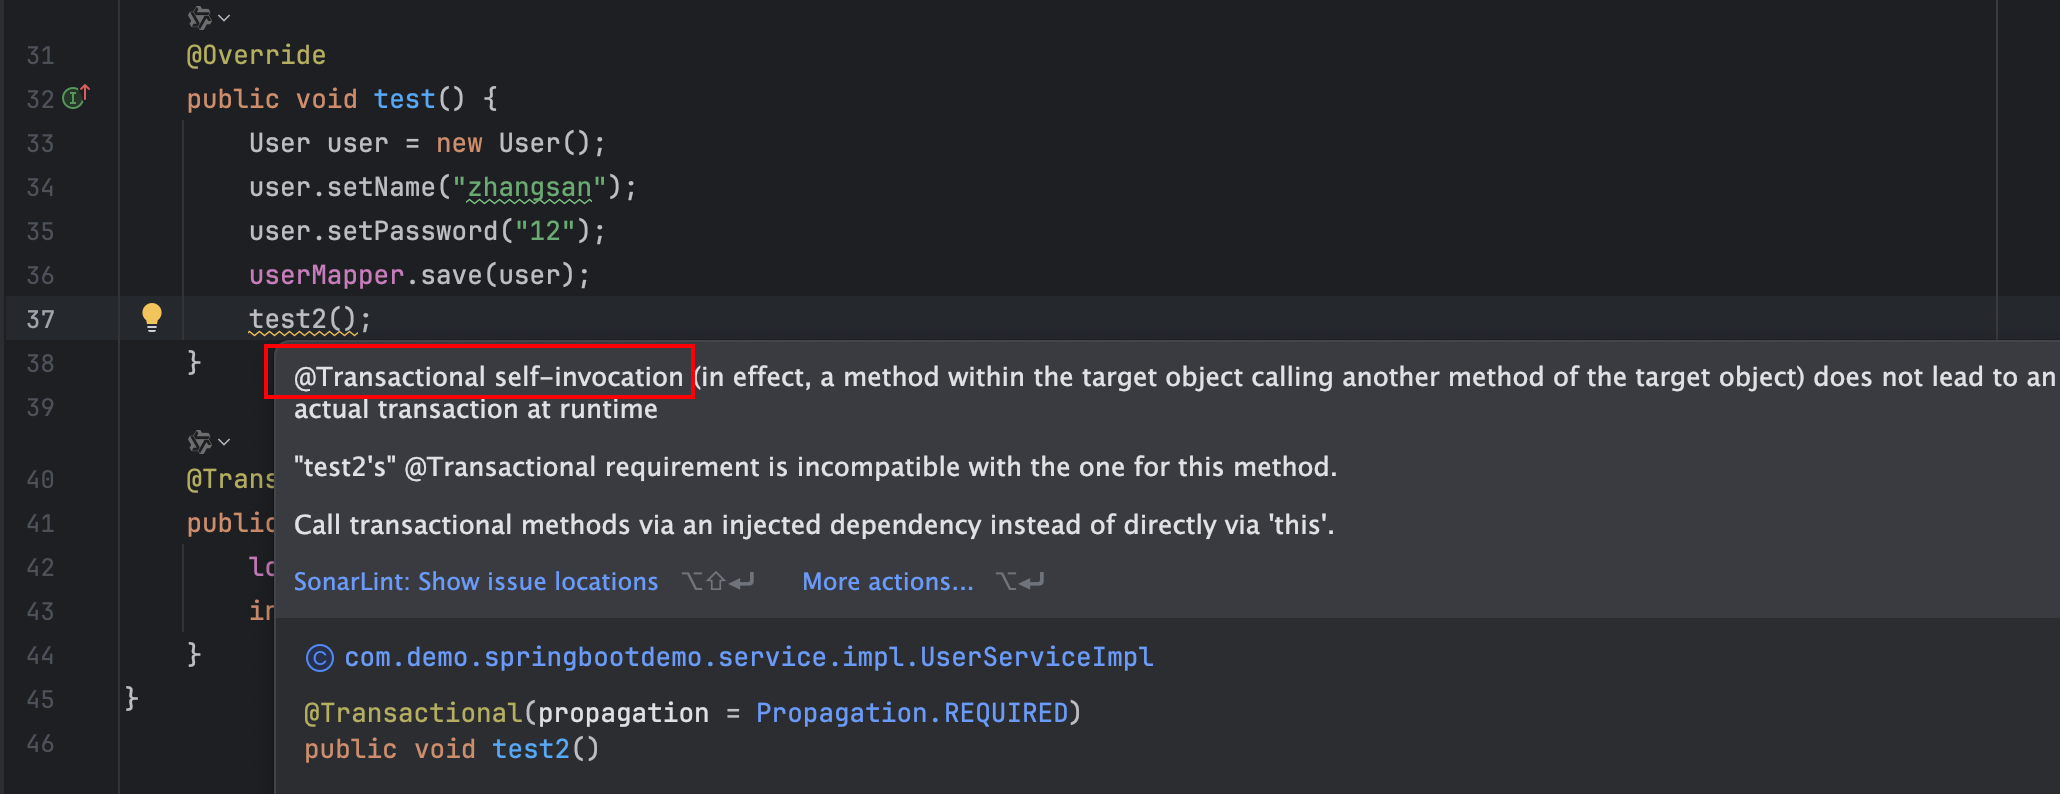 31 @Override
32 public void test() {
33 User user = new User();
34 user.setName("zhangsan");
35 user.setPassword("12");
36 userMapper.save(user);
37 test2();
38 }
@Transactional self-invocation (in effect, a method within the target object calling another method of the target object) does not lead to an
actual transaction at runtime
39
"test2's" @Transactional requirement is incompatible with the one for this method.
40 @Trans
41 public
Call transactional methods via an injected dependency instead of directly via 'this'.
42
SonarLint: Show issue locations ⌥⇧↩ More actions... ⌥↩
43 in
44 }
com.demo.springbootdemo.service.impl.UserServiceImpl
45 }
@Transactional(propagation = Propagation.REQUIRED)
46
public void test2()